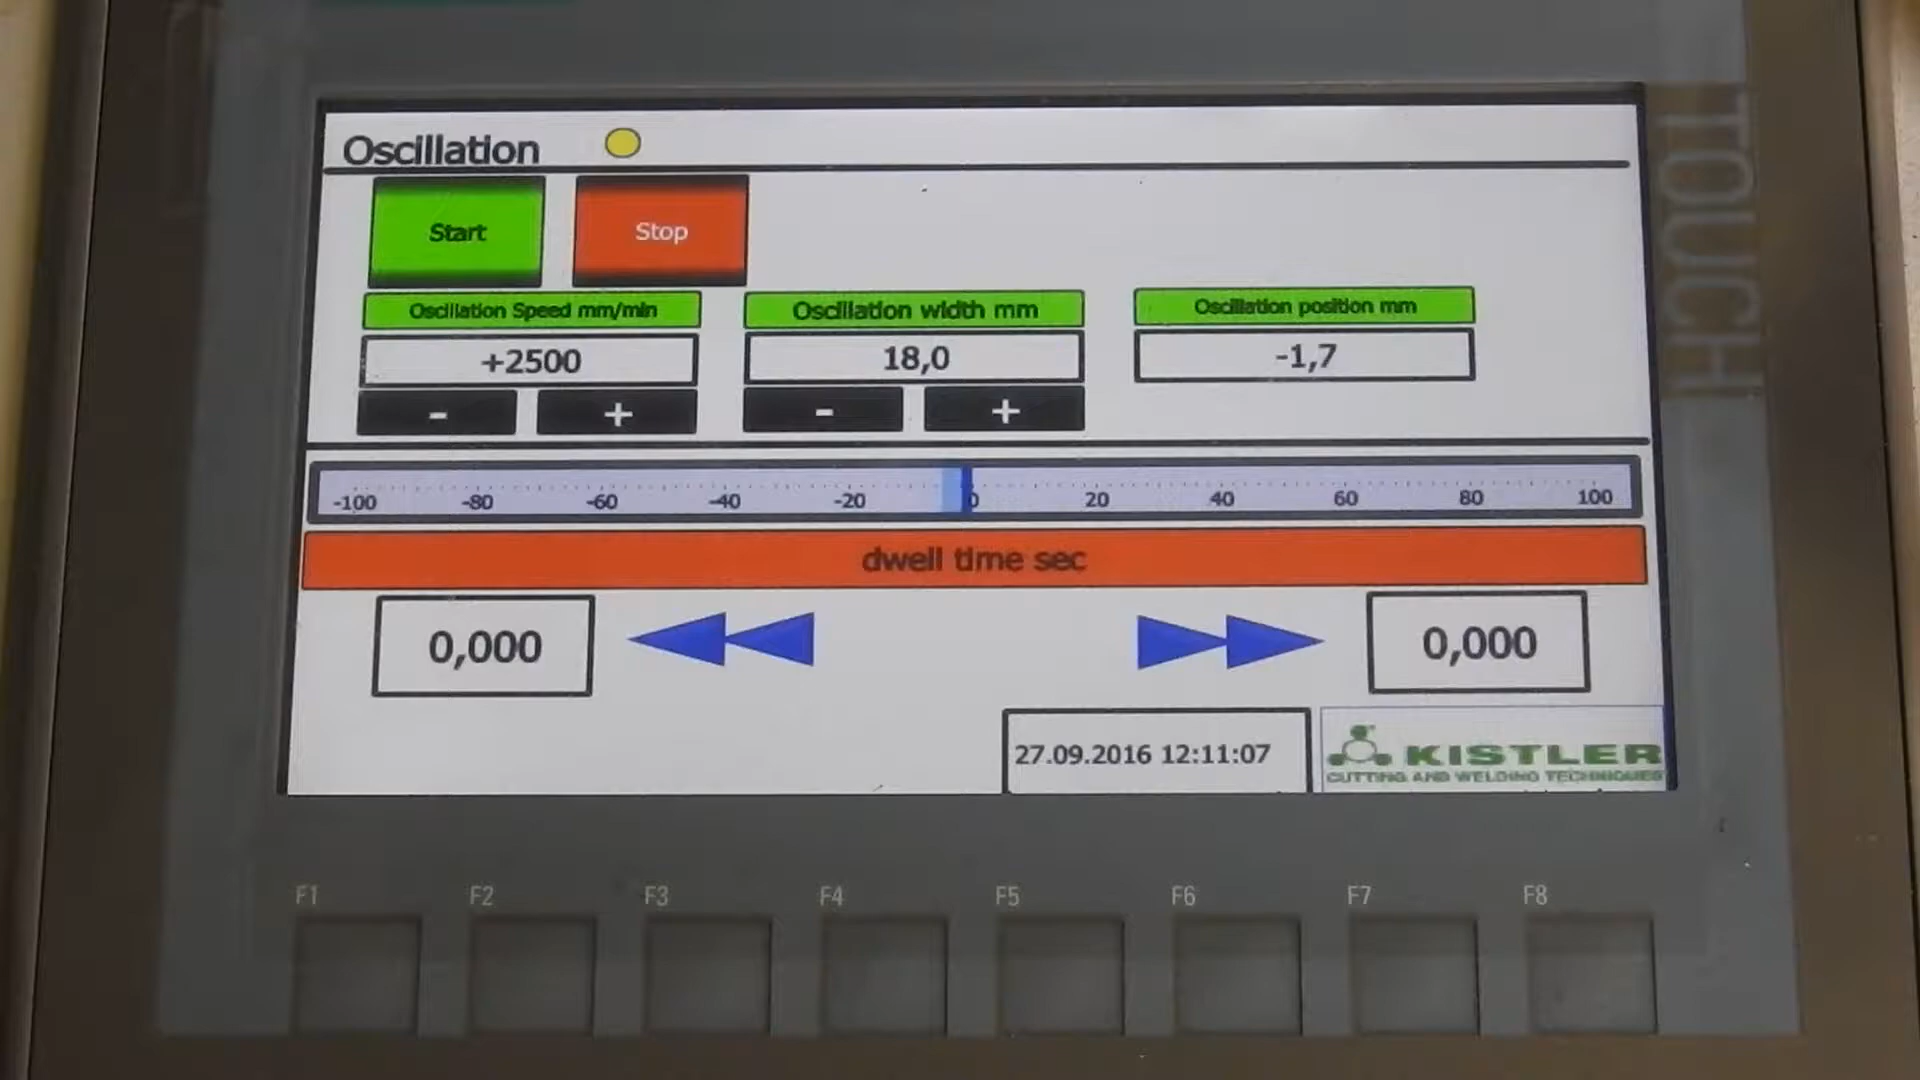 Oscillation
Start Stop
Oscillation Speed mm/min Oscillation width mm Oscillation position mm
+2500 18,0 -1,7
- + - +
-100 -80 -60 -40 -20 0 20 40 60 80 100
dwell time sec
0,000 0,000
27.09.2016 12:11:07
KISTLER
CUTTING AND WELDING TECHNIQUES
F1 F2 F3 F4 F5 F6 F7 F8
TOUCH